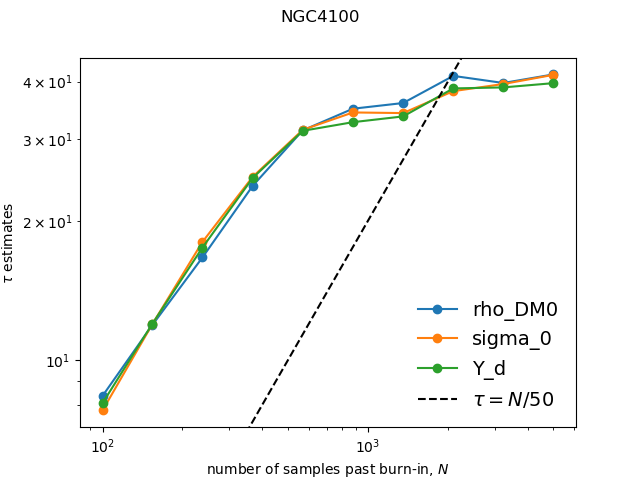 NGC4100
τ estimates
4 × 10¹
3 × 10¹
2 × 10¹
10¹
10²
10³
number of samples past burn-in, N
rho_DM0
sigma_0
Y_d
τ = N/50